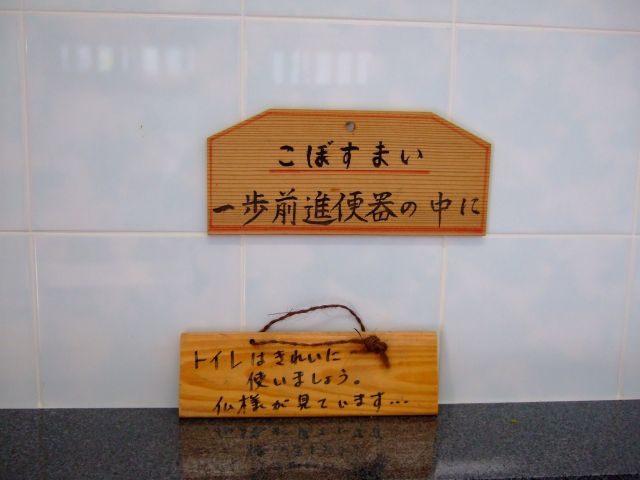 こぼすまい
一歩前進便器の中に
トイレはきれいに
使いましょう。
仏様が見ています…